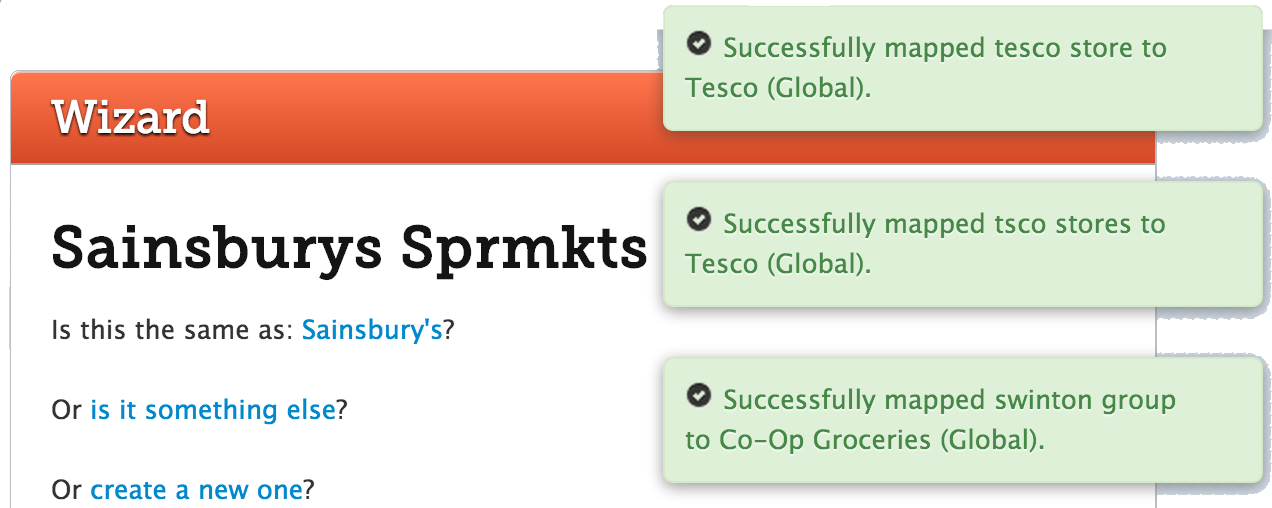 Wizard
Sainsburys Sprmkts
Is this the same as: Sainsbury's?
Or is it something else?
Or create a new one?
Successfully mapped tesco store to
Tesco (Global).
Successfully mapped tsco stores to
Tesco (Global).
Successfully mapped swinton group
to Co-Op Groceries (Global).